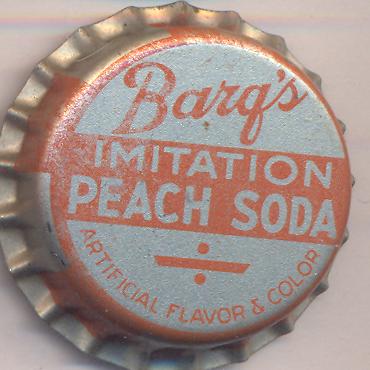 Barq's
IMITATION
PEACH SODA
ARTIFICIAL FLAVOR & COLOR